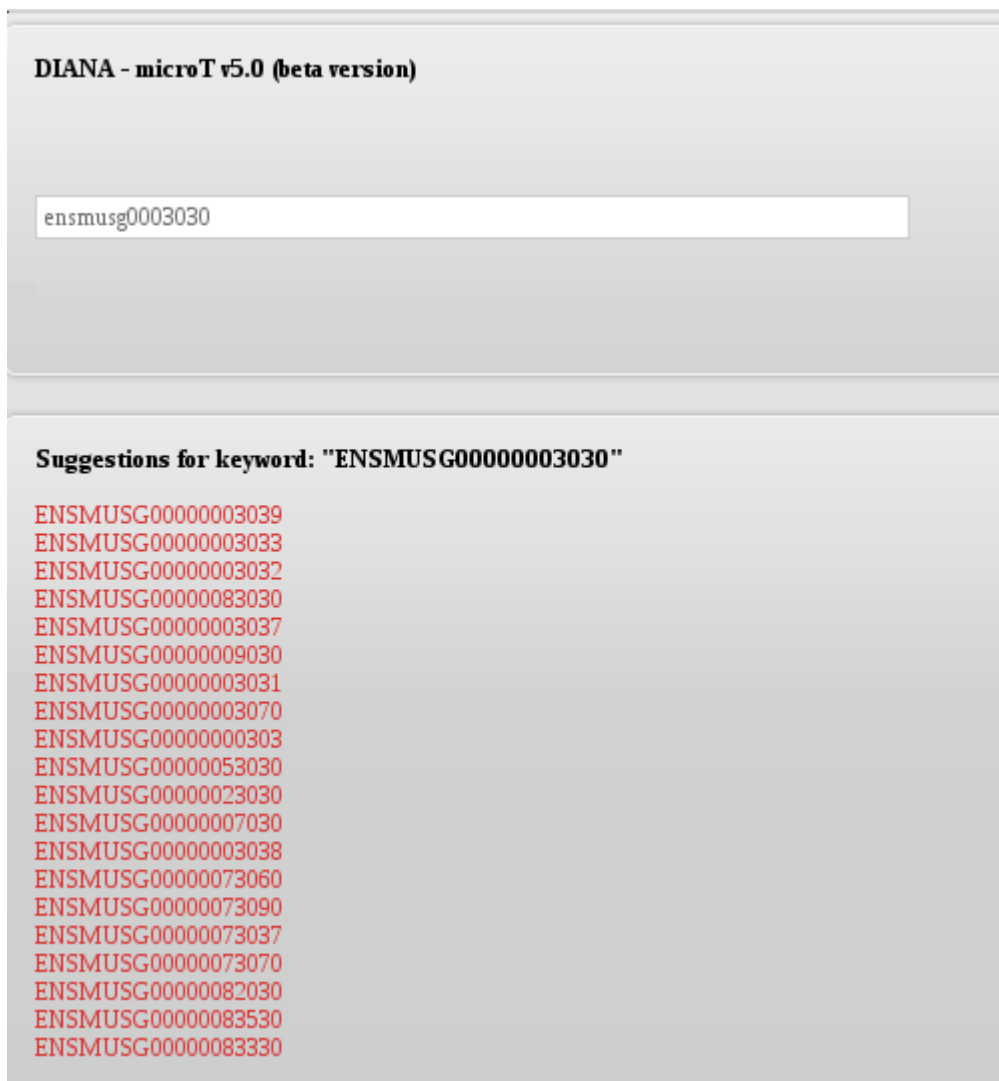 DIANA - microT v5.0 (beta version)
ensmusg0003030
Suggestions for keyword: "ENSMUSG00000003030"
ENSMUSG00000003039
ENSMUSG00000003033
ENSMUSG00000003032
ENSMUSG00000083030
ENSMUSG00000003037
ENSMUSG00000009030
ENSMUSG00000003031
ENSMUSG00000003070
ENSMUSG00000000303
ENSMUSG00000053030
ENSMUSG00000023030
ENSMUSG00000007030
ENSMUSG00000003038
ENSMUSG00000073060
ENSMUSG00000073090
ENSMUSG00000073037
ENSMUSG00000073070
ENSMUSG00000082030
ENSMUSG00000083530
ENSMUSG00000083330